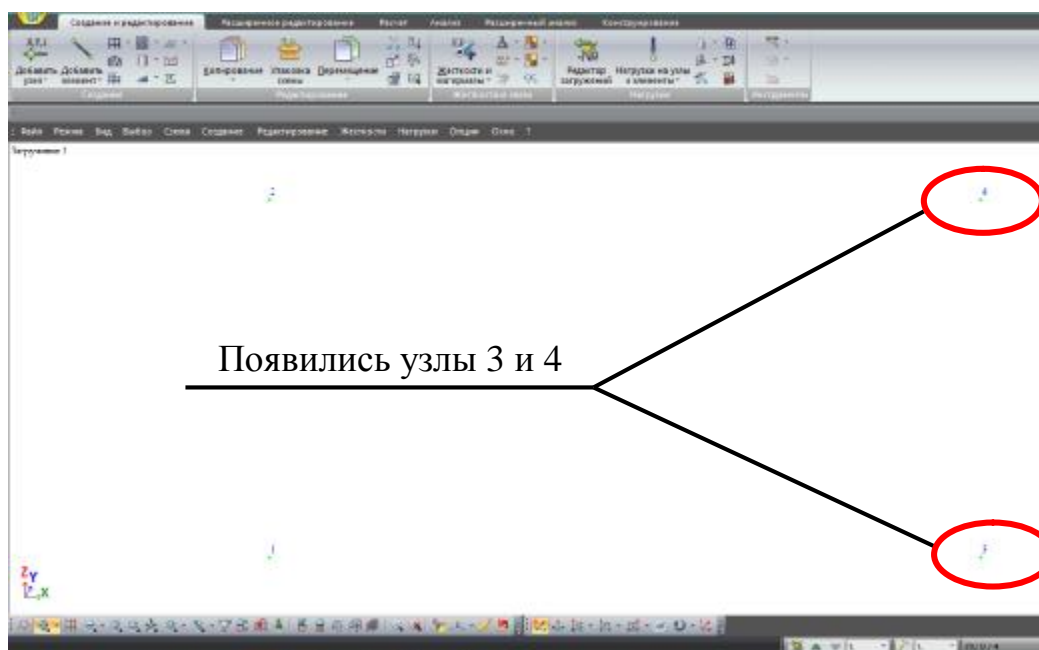 Создание и редактирование Расширенное редактирование Расчет Анализ Расширенный анализ Конструирование
Добавить узел Добавить элемент Копирование Упаковка схемы Перемещение Жесткости и материалы Редактор загружений Нагрузки на узлы и элементы
Создание Редактирование Жесткости и связи Нагрузки Инструменты
Файл Режим Вид Выбор Схема Создание Редактирование Жесткости Нагрузки Опции Окно ?
Загружение 1
2
4
Появились узлы 3 и 4
1
3
Z Y
X